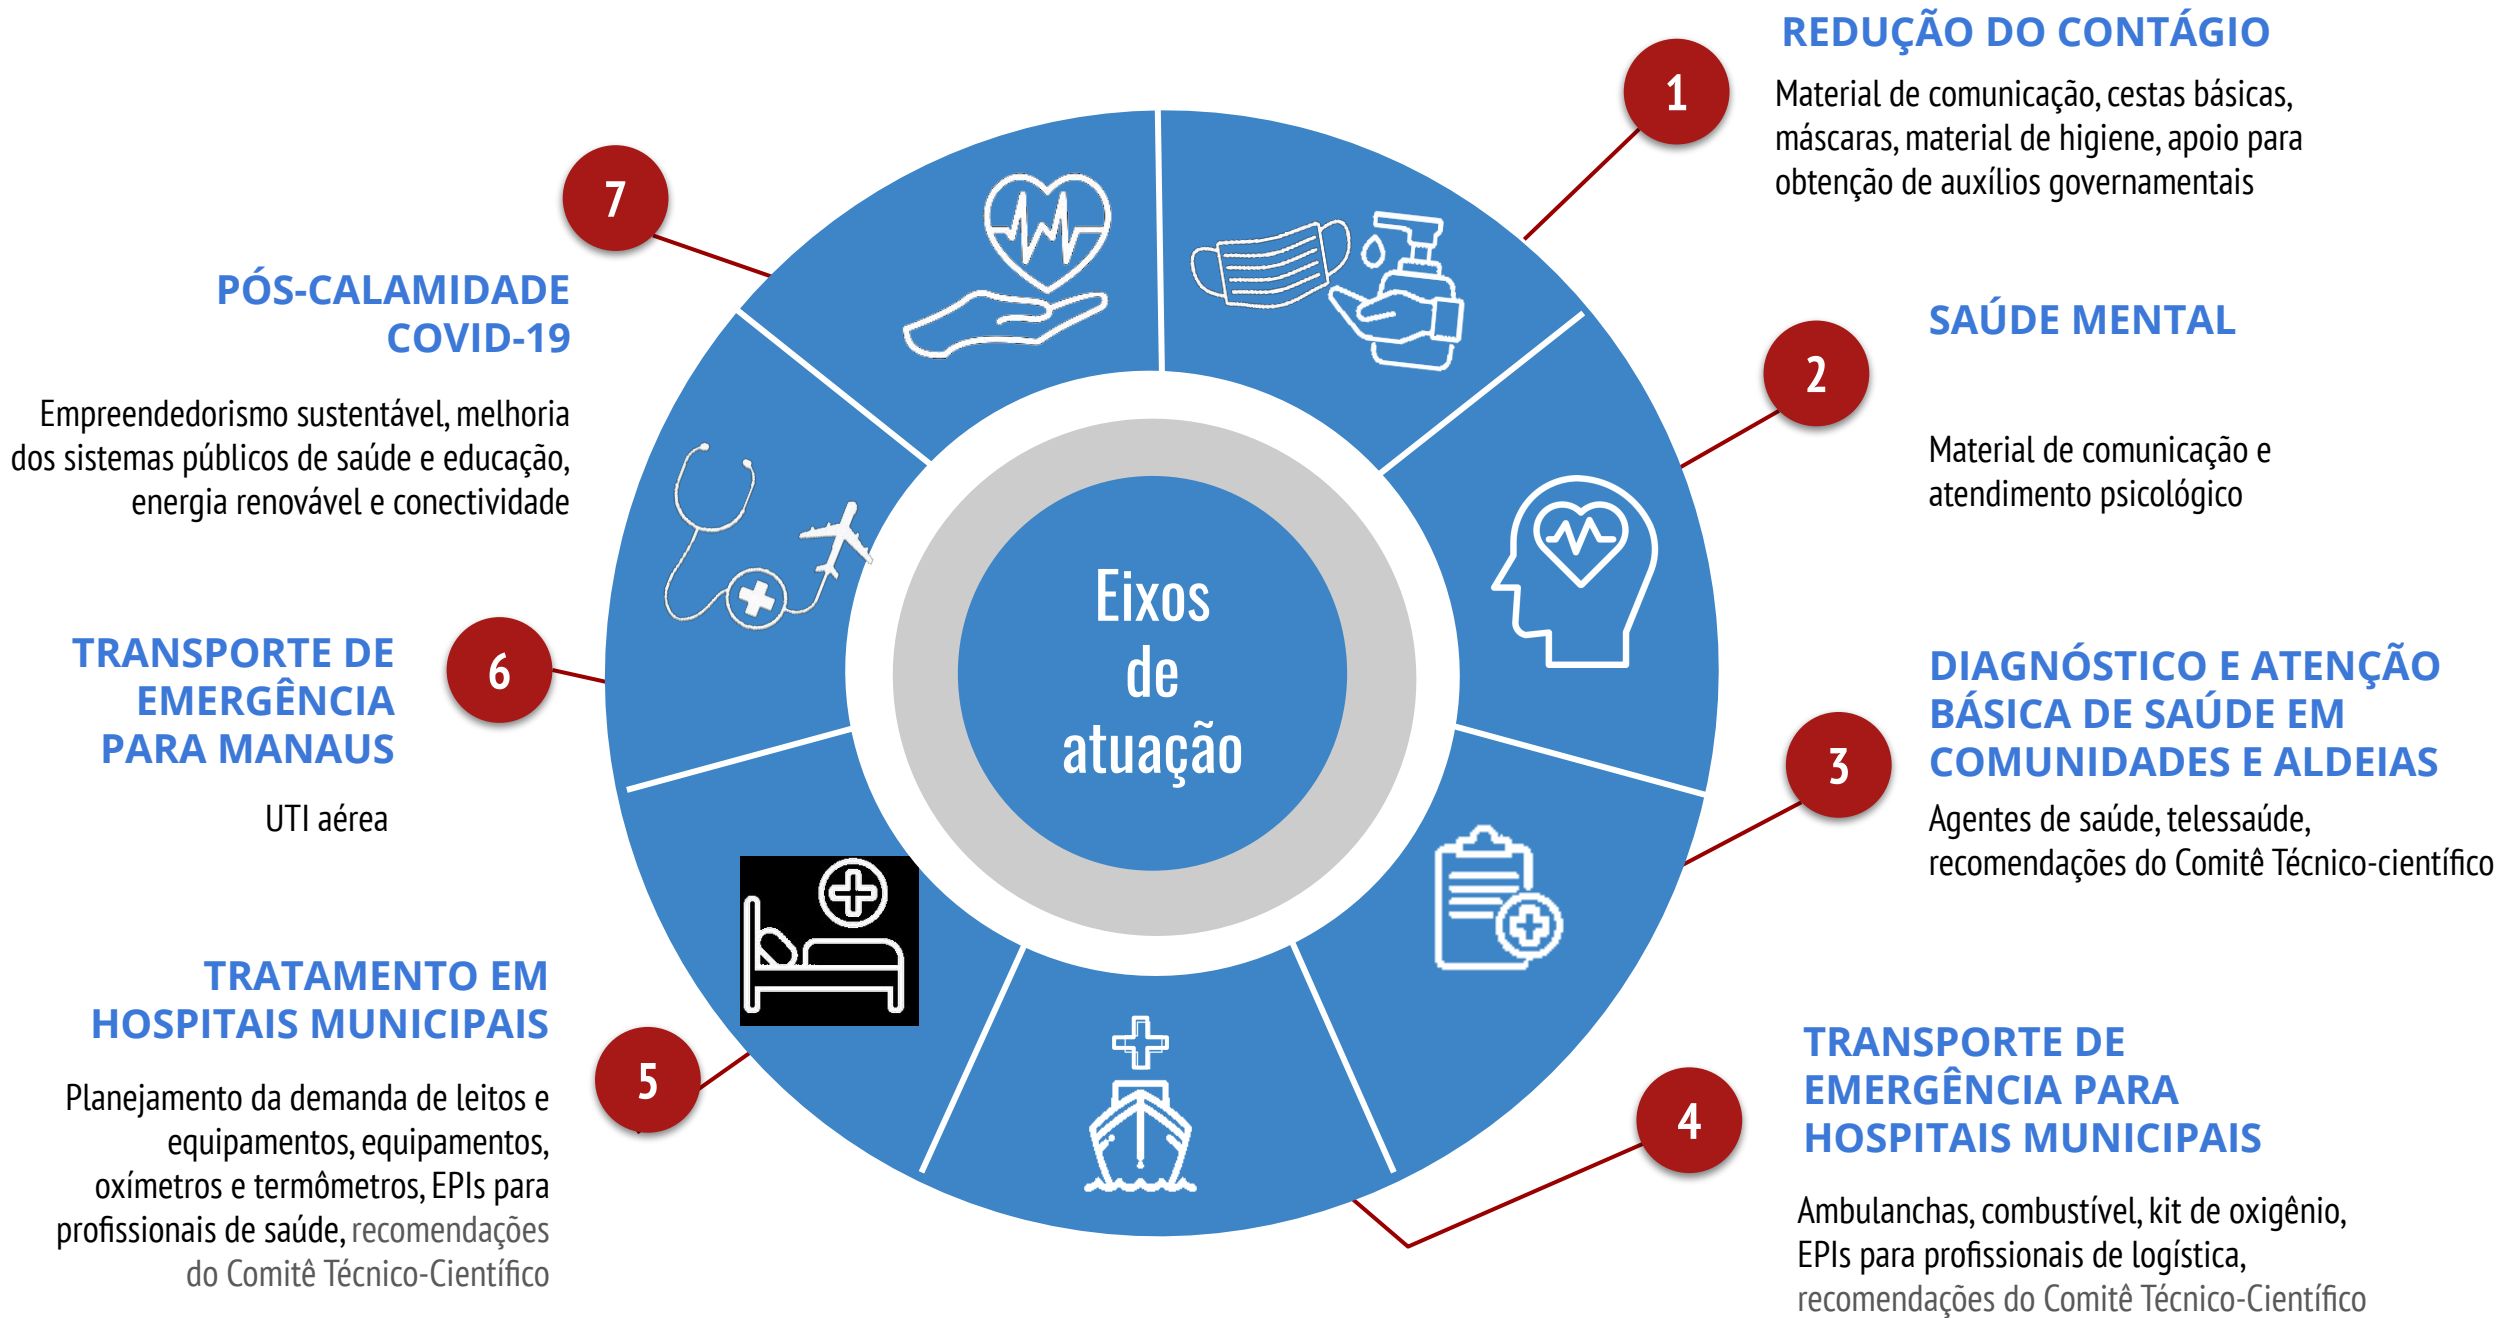 1
REDUÇÃO DO CONTÁGIO
Material de comunicação, cestas básicas,
máscaras, material de higiene, apoio para
obtenção de auxílios governamentais
2
SAÚDE MENTAL
Material de comunicação e
atendimento psicológico
3
DIAGNÓSTICO E ATENÇÃO
BÁSICA DE SAÚDE EM
COMUNIDADES E ALDEIAS
Agentes de saúde, telessaúde,
recomendações do Comitê Técnico-científico
4
TRANSPORTE DE
EMERGÊNCIA PARA
HOSPITAIS MUNICIPAIS
Ambulanchas, combustível, kit de oxigênio,
EPIs para profissionais de logística,
recomendações do Comitê Técnico-Científico
5
TRATAMENTO EM
HOSPITAIS MUNICIPAIS
Planejamento da demanda de leitos e
equipamentos, equipamentos,
oxímetros e termômetros, EPIs para
profissionais de saúde, recomendações
do Comitê Técnico-Científico
6
TRANSPORTE DE
EMERGÊNCIA
PARA MANAUS
UTI aérea
7
PÓS-CALAMIDADE
COVID-19
Empreendedorismo sustentável, melhoria
dos sistemas públicos de saúde e educação,
energia renovável e conectividade
Eixos
de
atuação